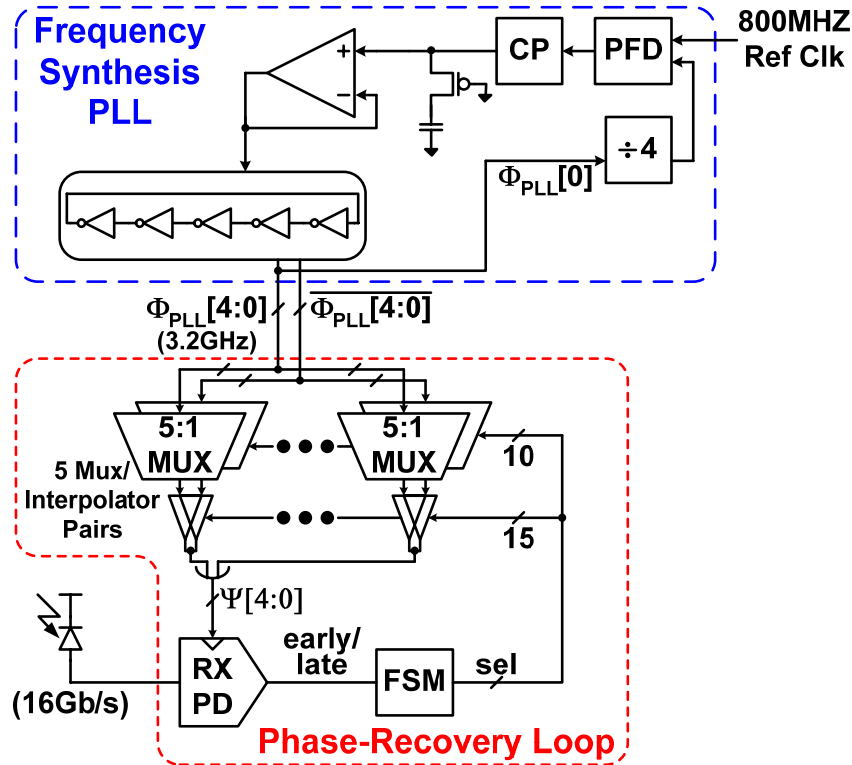 Frequency
Synthesis
PLL
+
−
CP
PFD
800MHZ
Ref Clk
÷4
ΦPLL[0]
ΦPLL[4:0]
(3.2GHz)
ΦPLL[4:0]
5:1
MUX
5:1
MUX
10
5 Mux/
Interpolator
Pairs
15
Ψ[4:0]
RX
PD
early/
late
FSM
sel
(16Gb/s)
Phase-Recovery Loop